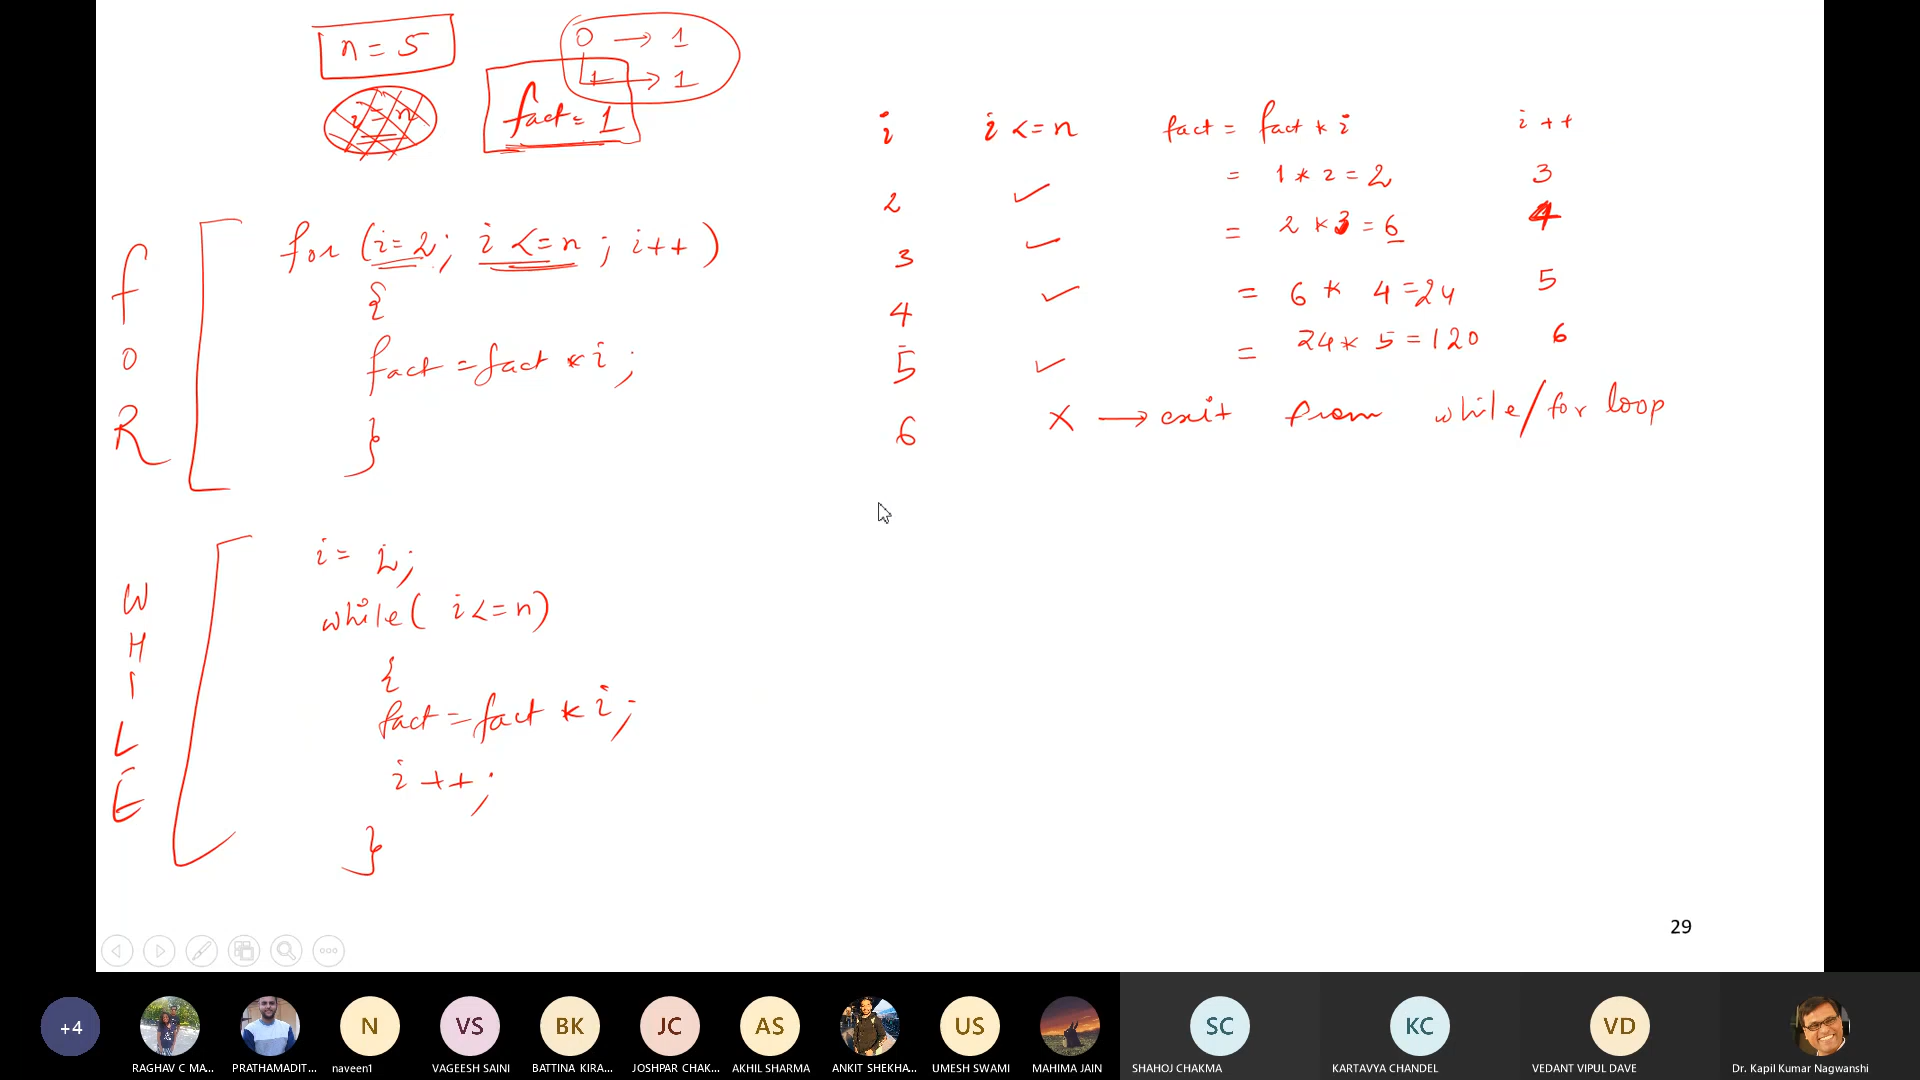 n = 5
0 → 1
1 → 1
i = n
fact = 1
FOR
for (i=2; i <= n ; i++)
{
fact = fact * i ;
}
WHILE
i = 2;
while( i <= n)
{
fact = fact * i ;
i ++ ;
}
i i <= n fact = fact * i i ++
2 ✓ = 1 * 2 = 2 3
3 ✓ = 2 * 3 = 6 4
4 ✓ = 6 * 4 = 24 5
5 ✓ = 24 * 5 = 120 6
6 X → exit from while/for loop
29
+4 N VS BK JC AS US SC KC VD
RAGHAV C MA... PRATHAMADIT... naveen1 VAGEESH SAINI BATTINA KIRA... JOSHPAR CHAK... AKHIL SHARMA ANKIT SHEKHA... UMESH SWAMI MAHIMA JAIN SHAHOJ CHAKMA KARTAVYA CHANDEL VEDANT VIPUL DAVE Dr. Kapil Kumar Nagwanshi